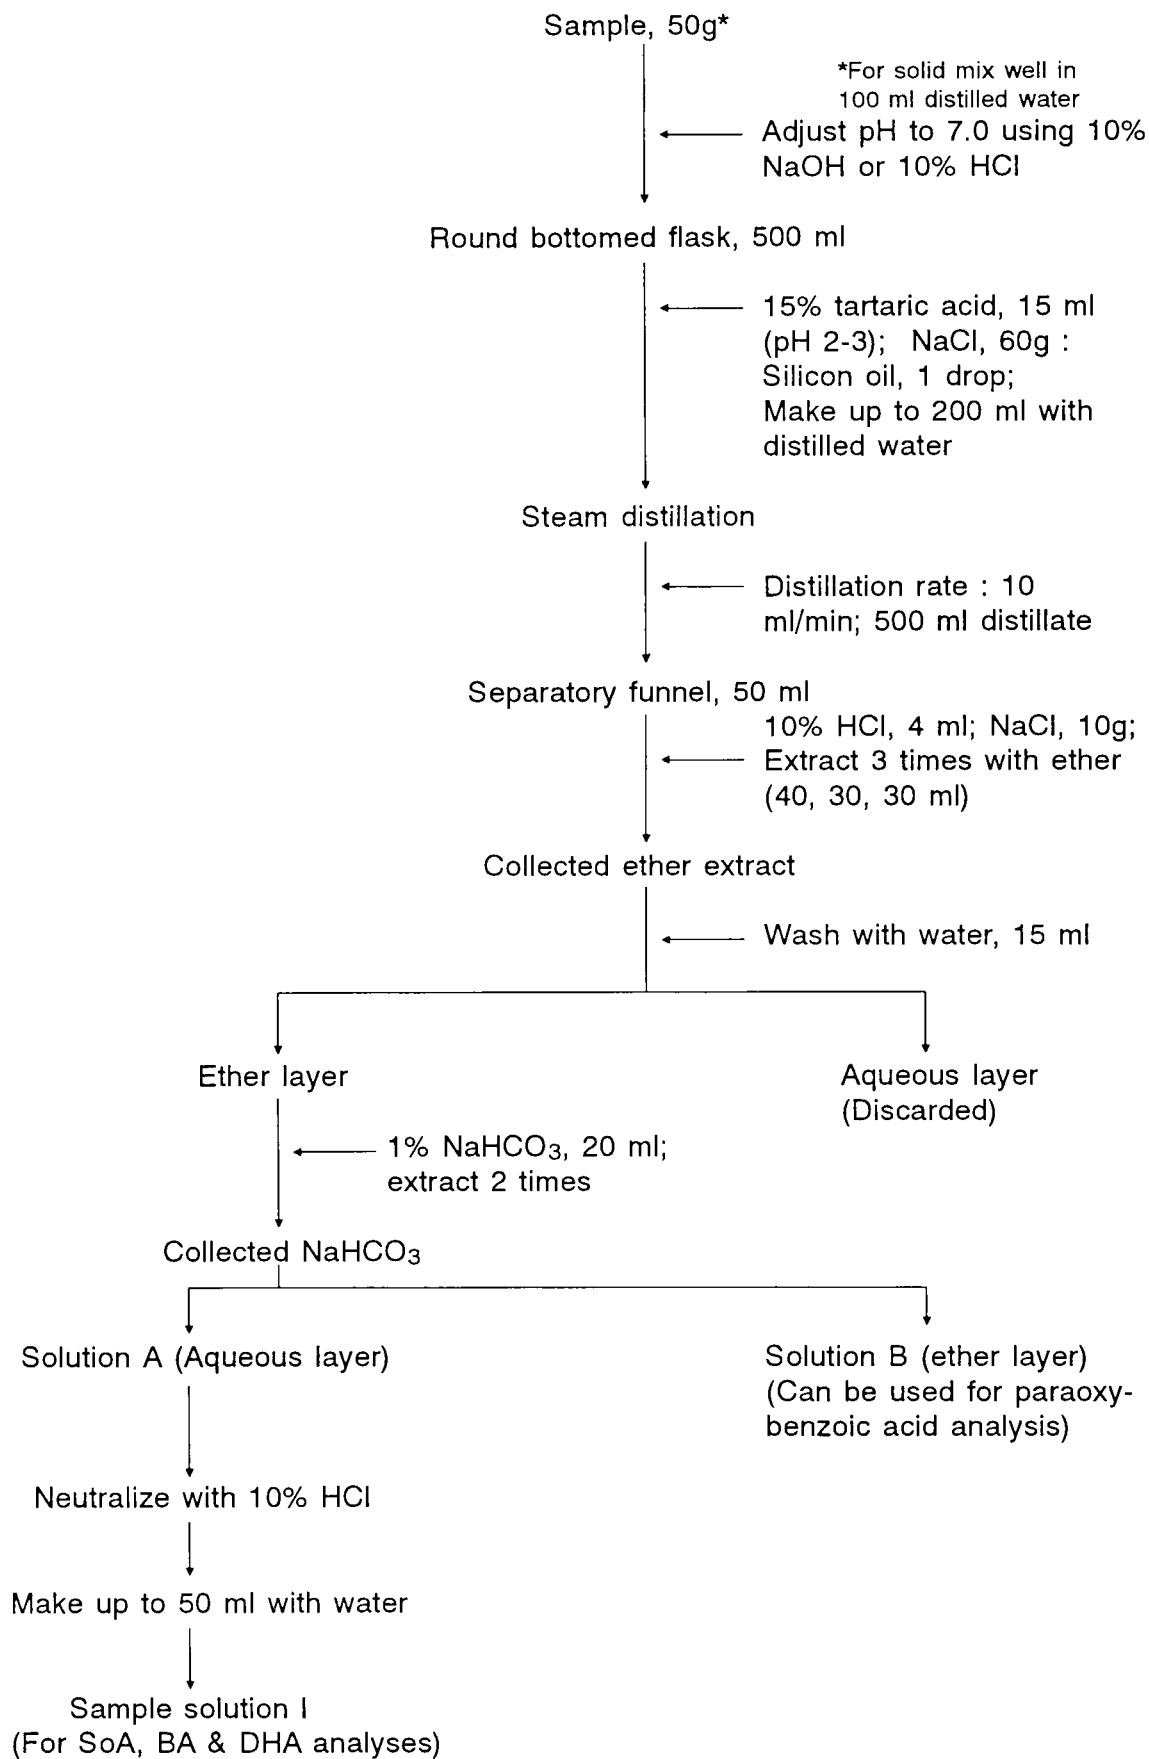 Sample, 50g*
*For solid mix well in
100 ml distilled water
Adjust pH to 7.0 using 10%
NaOH or 10% HCl
Round bottomed flask, 500 ml
15% tartaric acid, 15 ml
(pH 2-3); NaCl, 60g :
Silicon oil, 1 drop;
Make up to 200 ml with
distilled water
Steam distillation
Distillation rate : 10
ml/min; 500 ml distillate
Separatory funnel, 50 ml
10% HCl, 4 ml; NaCl, 10g;
Extract 3 times with ether
(40, 30, 30 ml)
Collected ether extract
Wash with water, 15 ml
Ether layer
Aqueous layer
(Discarded)
1% NaHCO3, 20 ml;
extract 2 times
Collected NaHCO3
Solution A (Aqueous layer)
Solution B (ether layer)
(Can be used for paraoxy-
benzoic acid analysis)
Neutralize with 10% HCl
Make up to 50 ml with water
Sample solution I
(For SoA, BA & DHA analyses)